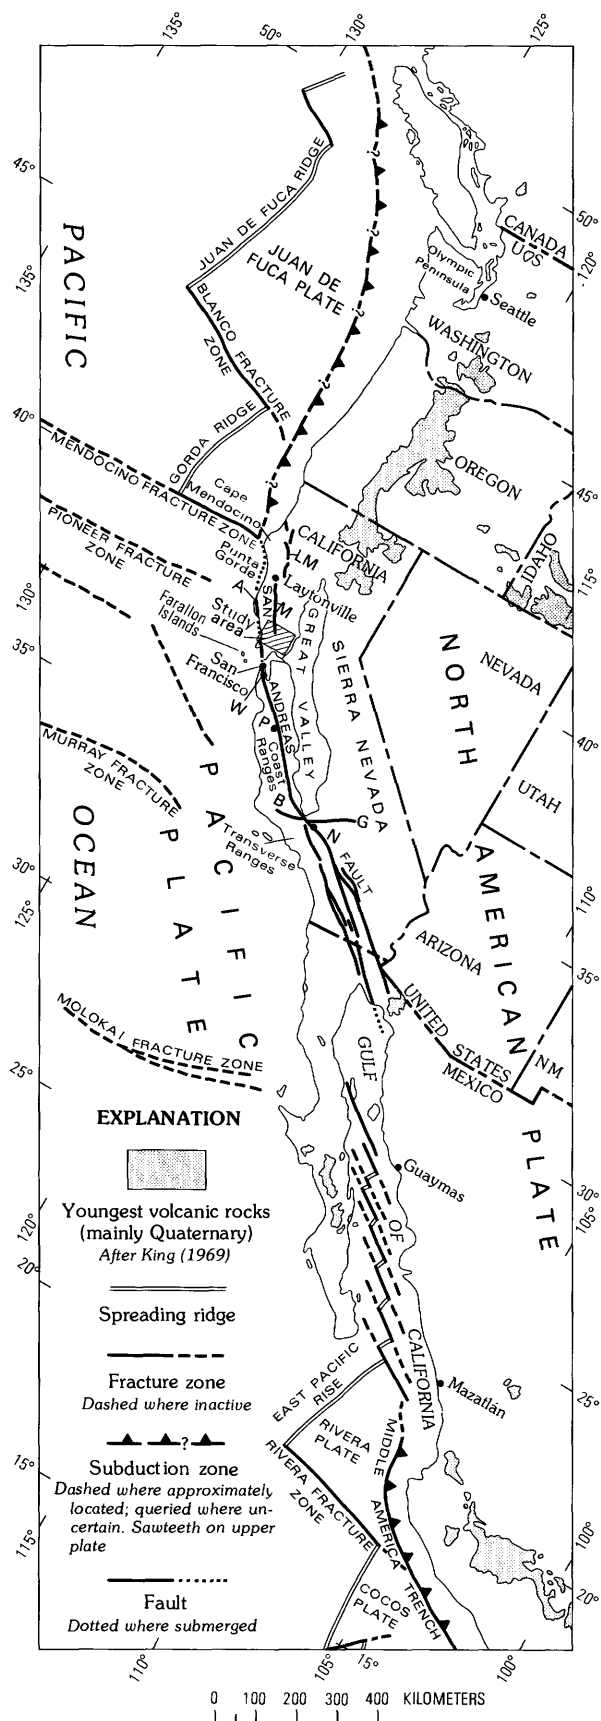 135°
50°
130°
125°
45°
50°
120°
135°
PACIFIC
JUAN DE FUCA RIDGE
JUAN DE
FUCA PLATE
?
?
?
?
?
CANADA
U S
Olympic
Peninsula
Seattle
BLANCO FRACTURE
ZONE
WASHINGTON
40°
GORDA RIDGE
OREGON
45°
MENDOCINO FRACTURE ZONE
Cape
Mendocino
PIONEER FRACTURE
ZONE
Punta
Gorde
CALIFORNIA
LM
IDAHO
115°
130°
A
SAN
Laytonville
M
Study
area
Farallon
Islands
San
Francisco
35°
GREAT VALLEY
SIERRA NEVADA
NORTH
NEVADA
W
P
ANDREAS
Coast
Ranges
40°
MURRAY FRACTURE
ZONE
B
G
UTAH
N
FAULT
Transverse
Ranges
OCEAN
PACIFIC
PLATE
30°
125°
AMERICAN
110°
ARIZONA
35°
UNITED
STATES
MEXICO
NM
MOLOKAI FRACTURE ZONE
25°
GULF
PLATE
EXPLANATION
Youngest volcanic rocks
(mainly Quaternary)
After King (1969)
Guaymas
30°
105°
OF
120°
20°
Spreading ridge
CALIFORNIA
Fracture zone
Dashed where inactive
EAST PACIFIC
RISE
Mazatlán
25°
?
Subduction zone
Dashed where approximately
located; queried where un-
certain. Sawteeth on upper
plate
RIVERA
PLATE
RIVERA FRACTURE
ZONE
MIDDLE AMERICA TRENCH
15°
115°
100°
20°
Fault
Dotted where submerged
COCOS
PLATE
110°
105°
15°
100°
0 100 200 300 400 KILOMETERS